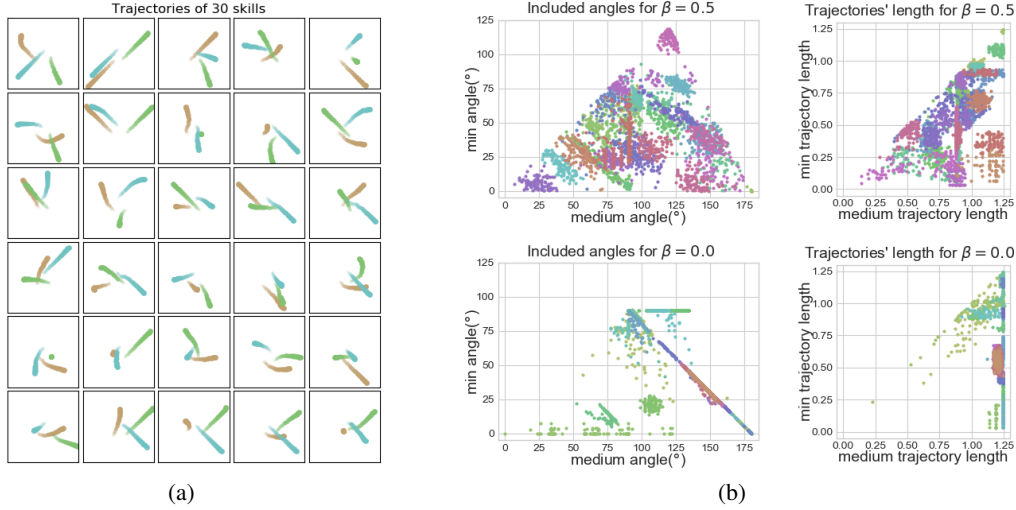 Trajectories of 30 skills
(a)
Included angles for β = 0.5
min angle(°)
125
100
75
50
25
0
0 25 50 75 100 125 150 175
medium angle(°)
Trajectories' length for β = 0.5
min trajectory length
1.25
1.00
0.75
0.50
0.25
0.00
0.00 0.25 0.50 0.75 1.00 1.25
medium trajectory length
Included angles for β = 0.0
min angle(°)
125
100
75
50
25
0
0 25 50 75 100 125 150 175
medium angle(°)
Trajectories' length for β = 0.0
min trajectory length
1.25
1.00
0.75
0.50
0.25
0.00
0.00 0.25 0.50 0.75 1.00 1.25
medium trajectory length
(b)